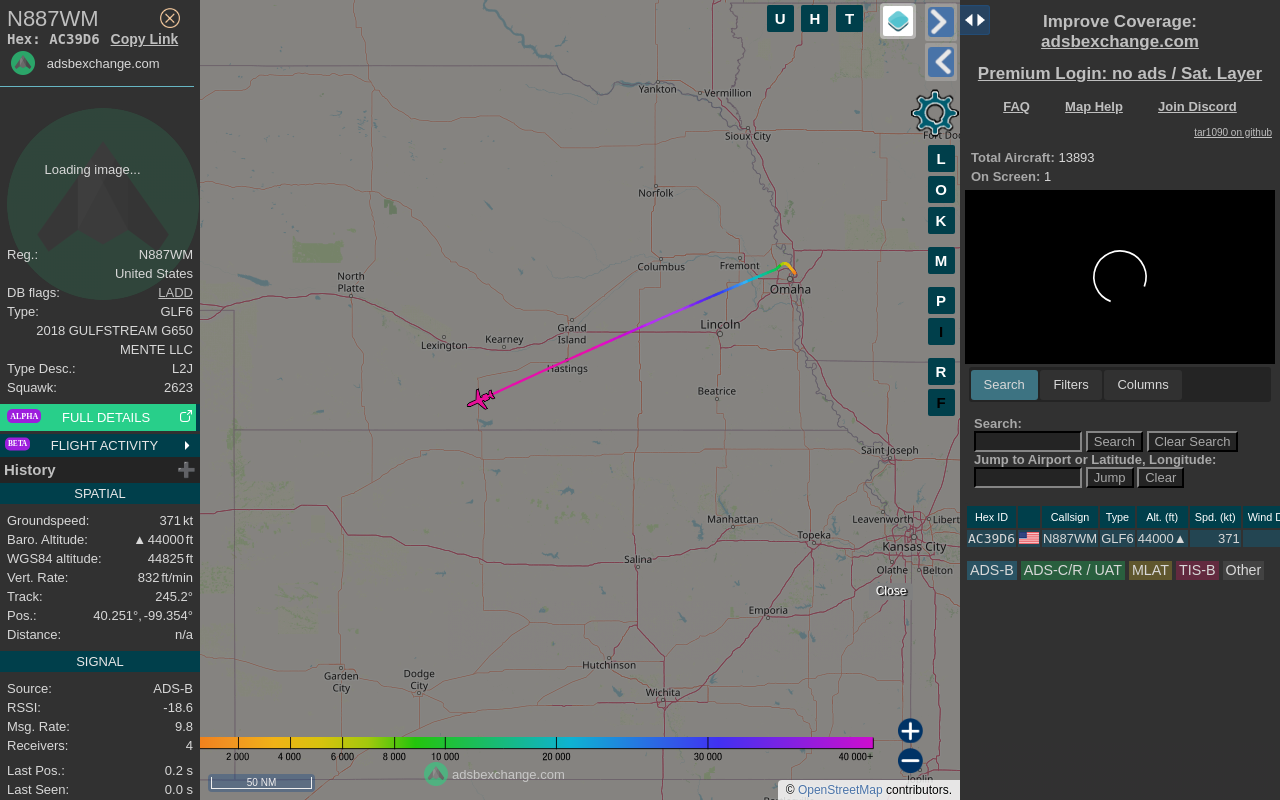 N887WM
Hex: AC39D6 Copy Link
adsbexchange.com
Loading image...
Reg.: N887WM
United States
DB flags: LADD
Type: GLF6
2018 GULFSTREAM G650
MENTE LLC
Type Desc.: L2J
Squawk: 2623
ALPHA FULL DETAILS
BETA FLIGHT ACTIVITY
History
SPATIAL
Groundspeed: 371 kt
Baro. Altitude: ▲ 44000 ft
WGS84 altitude: 44825 ft
Vert. Rate: 832 ft/min
Track: 245.2°
Pos.: 40.251°, -99.354°
Distance: n/a
SIGNAL
Source: ADS-B
RSSI: -18.6
Msg. Rate: 9.8
Receivers: 4
Last Pos.: 0.2 s
Last Seen: 0.0 s
U H T
L
O
K
M
P
I
R
F
Yankton
Vermillion
Sioux City
Fort Do
Norfolk
Columbus
Fremont
Omaha
North
Platte
Lincoln
Grand
Island
Kearney
Lexington
Hastings
Beatrice
Saint Joseph
Manhattan
Leavenworth
Libert
Topeka
Kansas City
Salina
Olathe
Belton
Close
Emporia
Hutchinson
Garden
City
Dodge
City
Wichita
Joplin
2 000 4 000 6 000 8 000 10 000 20 000 30 000 40 000+
50 NM
adsbexchange.com
© OpenStreetMap contributors.
Improve Coverage:
adsbexchange.com
Premium Login: no ads / Sat. Layer
FAQ Map Help Join Discord
tar1090 on github
Total Aircraft: 13893
On Screen: 1
Search Filters Columns
Search:
Search Clear Search
Jump to Airport or Latitude, Longitude:
Jump Clear
Hex ID Callsign Type Alt. (ft) Spd. (kt) Wind D
AC39D6 N887WM GLF6 44000▲ 371
ADS-B ADS-C/R / UAT MLAT TIS-B Other